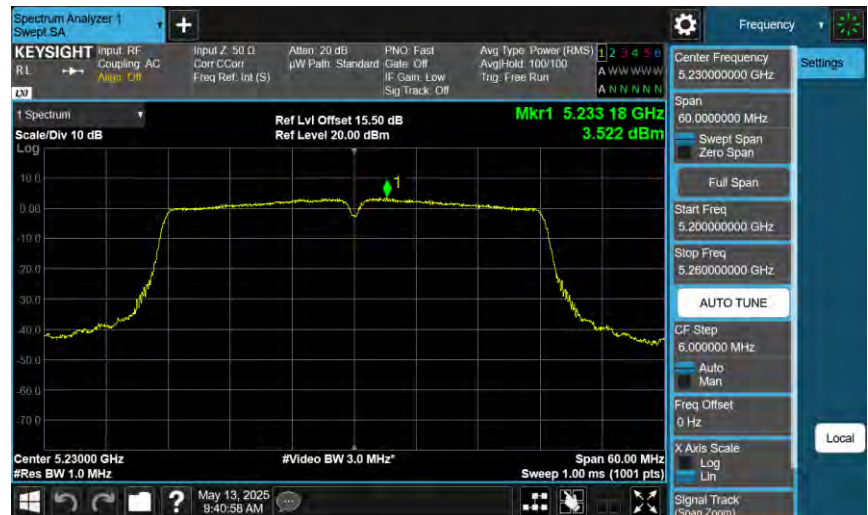 Spectrum Analyzer 1
Swept SA
Frequency
KEYSIGHT
RL
LXI
Input: RF
Coupling: AC
Align: Off
Input Z: 50 Ω
Corr CCorr
Freq Ref: Int (S)
Atten: 20 dB
µW Path: Standard
PNO: Fast
Gate: Off
IF Gain: Low
Sig Track: Off
Avg Type: Power (RMS)
Avg|Hold: 100/100
Trig: Free Run
1 2 3 4 5 6
A W W W W W
A N N N N N
1 Spectrum
Scale/Div 10 dB
Log
Ref Lvl Offset 15.50 dB
Ref Level 20.00 dBm
Mkr1 5.233 18 GHz
3.522 dBm
10.0
0.00
-10.0
-20.0
-30.0
-40.0
-50.0
-60.0
-70.0
1
Center 5.23000 GHz
#Res BW 1.0 MHz
#Video BW 3.0 MHz*
Span 60.00 MHz
Sweep 1.00 ms (1001 pts)
May 13, 2025
9:40:58 AM
?
Center Frequency
5.230000000 GHz
Settings
Span
60.0000000 MHz
Swept Span
Zero Span
Full Span
Start Freq
5.200000000 GHz
Stop Freq
5.260000000 GHz
AUTO TUNE
CF Step
6.000000 MHz
Auto
Man
Freq Offset
0 Hz
X Axis Scale
Log
Lin
Local
Signal Track
(Span Zoom)